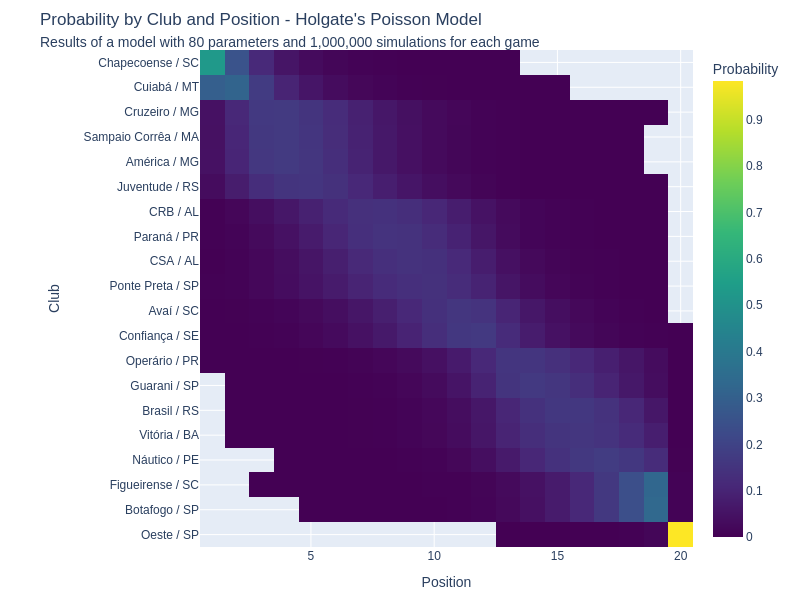 Probability by Club and Position - Holgate's Poisson Model
Results of a model with 80 parameters and 1,000,000 simulations for each game
Probability
Chapecoense / SC
Cuiabá / MT
Cruzeiro / MG
Sampaio Corrêa / MA
América / MG
Juventude / RS
CRB / AL
Paraná / PR
CSA / AL
Ponte Preta / SP
Avaí / SC
Confiança / SE
Operário / PR
Guarani / SP
Brasil / RS
Vitória / BA
Náutico / PE
Figueirense / SC
Botafogo / SP
Oeste / SP
Club
5
10
15
20
Position
0.9
0.8
0.7
0.6
0.5
0.4
0.3
0.2
0.1
0